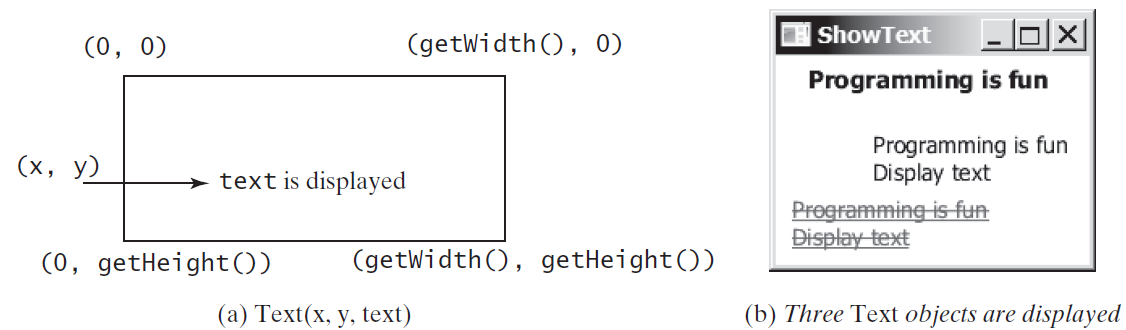 (0, 0)
(getWidth(), 0)
(x, y)
text is displayed
(0, getHeight())
(getWidth(), getHeight())
(a) Text(x, y, text)
ShowText
Programming is fun
Programming is fun
Display text
Programming is fun
Display text
(b) Three Text objects are displayed